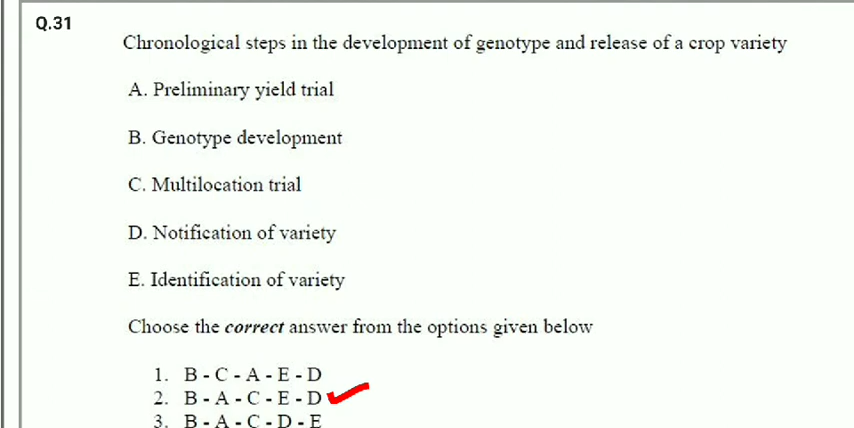 Q.31
Chronological steps in the development of genotype and release of a crop variety
A. Preliminary yield trial
B. Genotype development
C. Multilocation trial
D. Notification of variety
E. Identification of variety
Choose the correct answer from the options given below
1. B - C - A - E - D
2. B - A - C - E - D
3. B - A - C - D - E